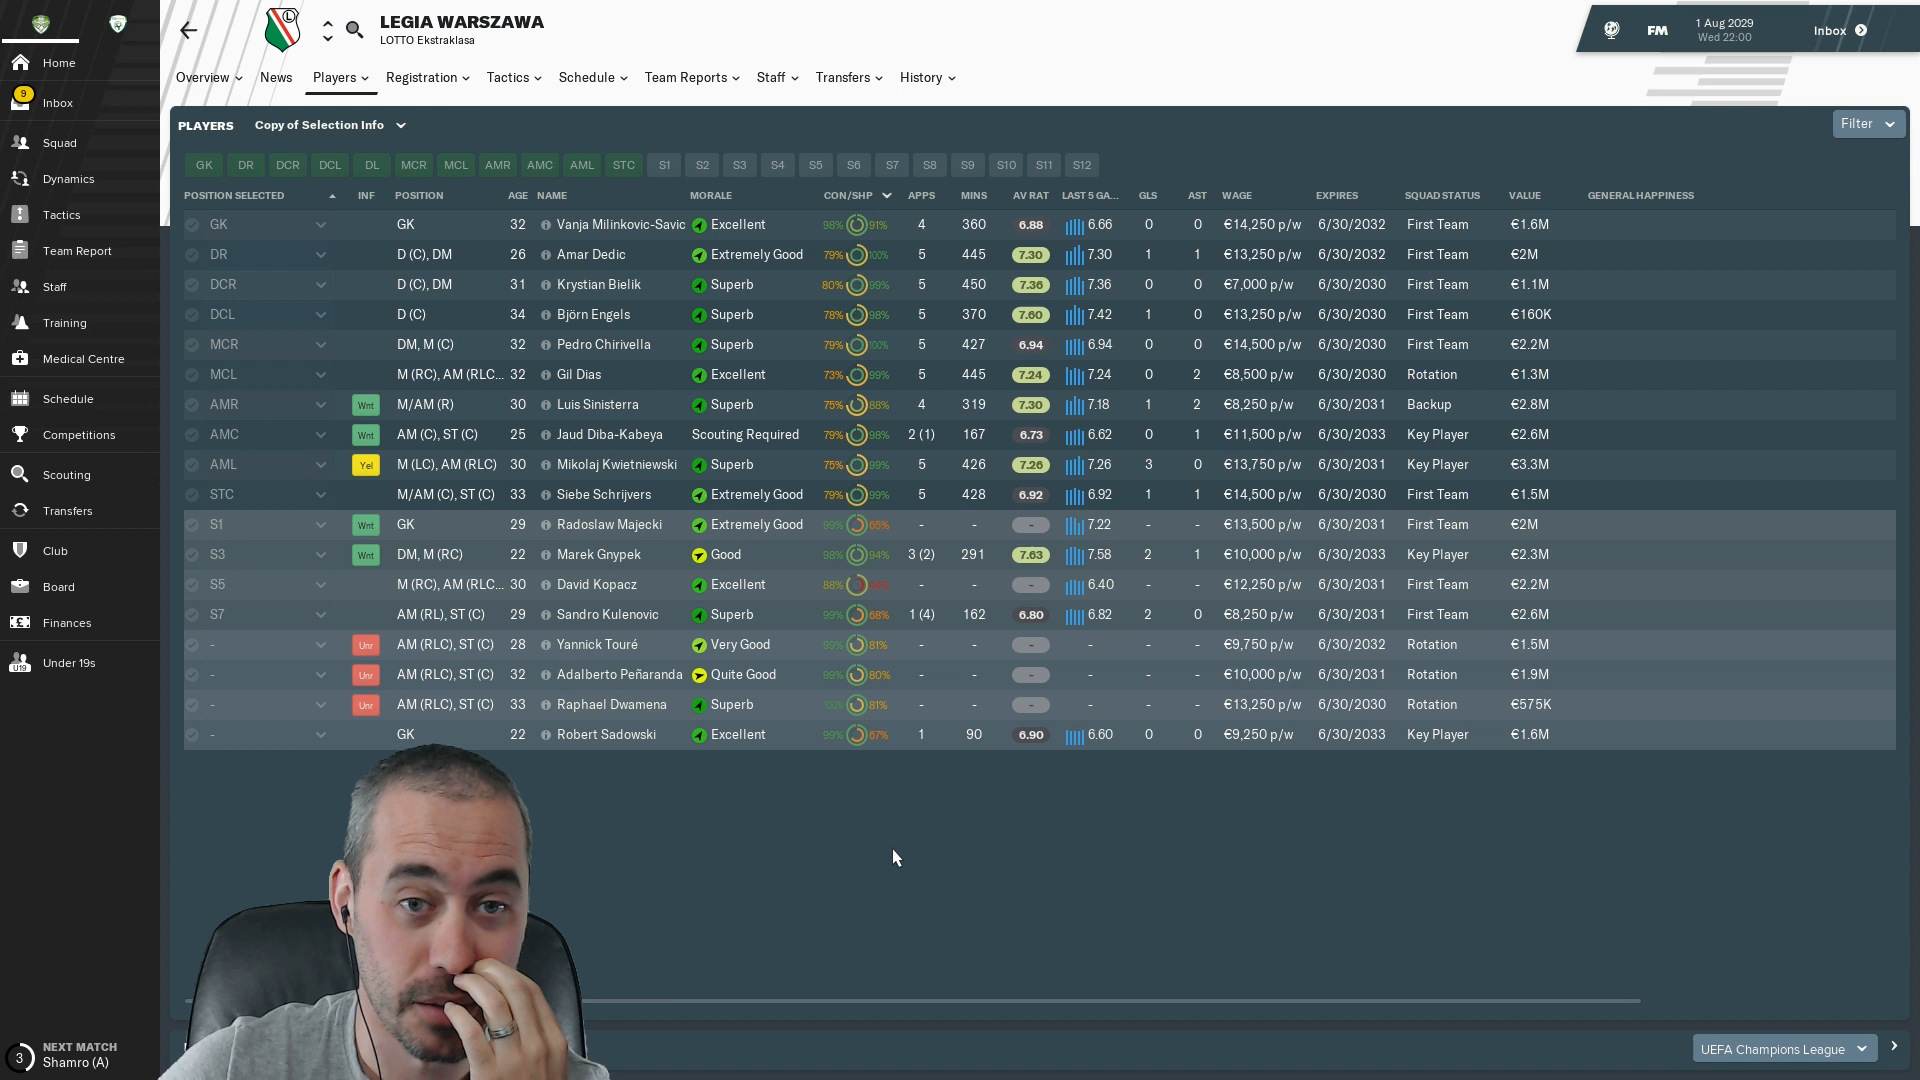 LEGIA WARSZAWA
LOTTO Ekstraklasa
1 Aug 2029
Wed 22:00
FM
Inbox
Overview News Players Registration Tactics Schedule Team Reports Staff Transfers History
Home
9
Inbox
Squad
Dynamics
Tactics
Team Report
Staff
Training
Medical Centre
Schedule
Competitions
Scouting
Transfers
Club
Board
Finances
U19
Under 19s
3
NEXT MATCH
Shamro (A)
PLAYERS Copy of Selection Info Filter
GK DR DCR DCL DL MCR MCL AMR AMC AML STC S1 S2 S3 S4 S5 S6 S7 S8 S9 S10 S11 S12
POSITION SELECTED INF POSITION AGE NAME MORALE CON/SHP APPS MINS AV RAT LAST 5 GA... GLS AST WAGE EXPIRES SQUAD STATUS VALUE GENERAL HAPPINESS
GK GK 32 Vanja Milinkovic-Savic Excellent 98% 91% 4 360 6.88 6.66 0 0 €14,250 p/w 6/30/2032 First Team €1.6M
DR D (C), DM 26 Amar Dedic Extremely Good 79% 100% 5 445 7.30 7.30 1 1 €13,250 p/w 6/30/2032 First Team €2M
DCR D (C), DM 31 Krystian Bielik Superb 80% 99% 5 450 7.36 7.36 0 0 €7,000 p/w 6/30/2030 First Team €1.1M
DCL D (C) 34 Björn Engels Superb 78% 98% 5 370 7.60 7.42 1 0 €13,250 p/w 6/30/2030 First Team €160K
MCR DM, M (C) 32 Pedro Chirivella Superb 79% 100% 5 427 6.94 6.94 0 0 €14,500 p/w 6/30/2030 First Team €2.2M
MCL M (RC), AM (RLC... 32 Gil Dias Excellent 73% 99% 5 445 7.24 7.24 0 2 €8,500 p/w 6/30/2030 Rotation €1.3M
AMR Wnt M/AM (R) 30 Luis Sinisterra Superb 75% 88% 4 319 7.30 7.18 1 2 €8,250 p/w 6/30/2031 Backup €2.8M
AMC Wnt AM (C), ST (C) 25 Jaud Diba-Kabeya Scouting Required 79% 98% 2 (1) 167 6.73 6.62 0 1 €11,500 p/w 6/30/2033 Key Player €2.6M
AML Yel M (LC), AM (RLC) 30 Mikolaj Kwietniewski Superb 75% 99% 5 426 7.26 7.26 3 0 €13,750 p/w 6/30/2031 Key Player €3.3M
STC M/AM (C), ST (C) 33 Siebe Schrijvers Extremely Good 79% 99% 5 428 6.92 6.92 1 1 €14,500 p/w 6/30/2030 First Team €1.5M
S1 Wnt GK 29 Radoslaw Majecki Extremely Good 99% 65% - - - 7.22 - - €13,500 p/w 6/30/2031 First Team €2M
S3 Wnt DM, M (RC) 22 Marek Gnypek Good 98% 94% 3 (2) 291 7.63 7.58 2 1 €10,000 p/w 6/30/2033 Key Player €2.3M
S5 M (RC), AM (RLC... 30 David Kopacz Excellent 88% - - - 6.40 - - €12,250 p/w 6/30/2031 First Team €2.2M
S7 AM (RL), ST (C) 29 Sandro Kulenovic Superb 99% 68% 1 (4) 162 6.80 6.82 2 0 €8,250 p/w 6/30/2031 First Team €2.6M
- Unr AM (RLC), ST (C) 28 Yannick Touré Very Good 99% 81% - - - - - - €9,750 p/w 6/30/2032 Rotation €1.5M
- Unr AM (RLC), ST (C) 32 Adalberto Peñaranda Quite Good 99% 80% - - - - - - €10,000 p/w 6/30/2031 Rotation €1.9M
- Unr AM (RLC), ST (C) 33 Raphael Dwamena Superb 100% 81% - - - - - - €13,250 p/w 6/30/2030 Rotation €575K
- GK 22 Robert Sadowski Excellent 99% 67% 1 90 6.90 6.60 0 0 €9,250 p/w 6/30/2033 Key Player €1.6M
UEFA Champions League